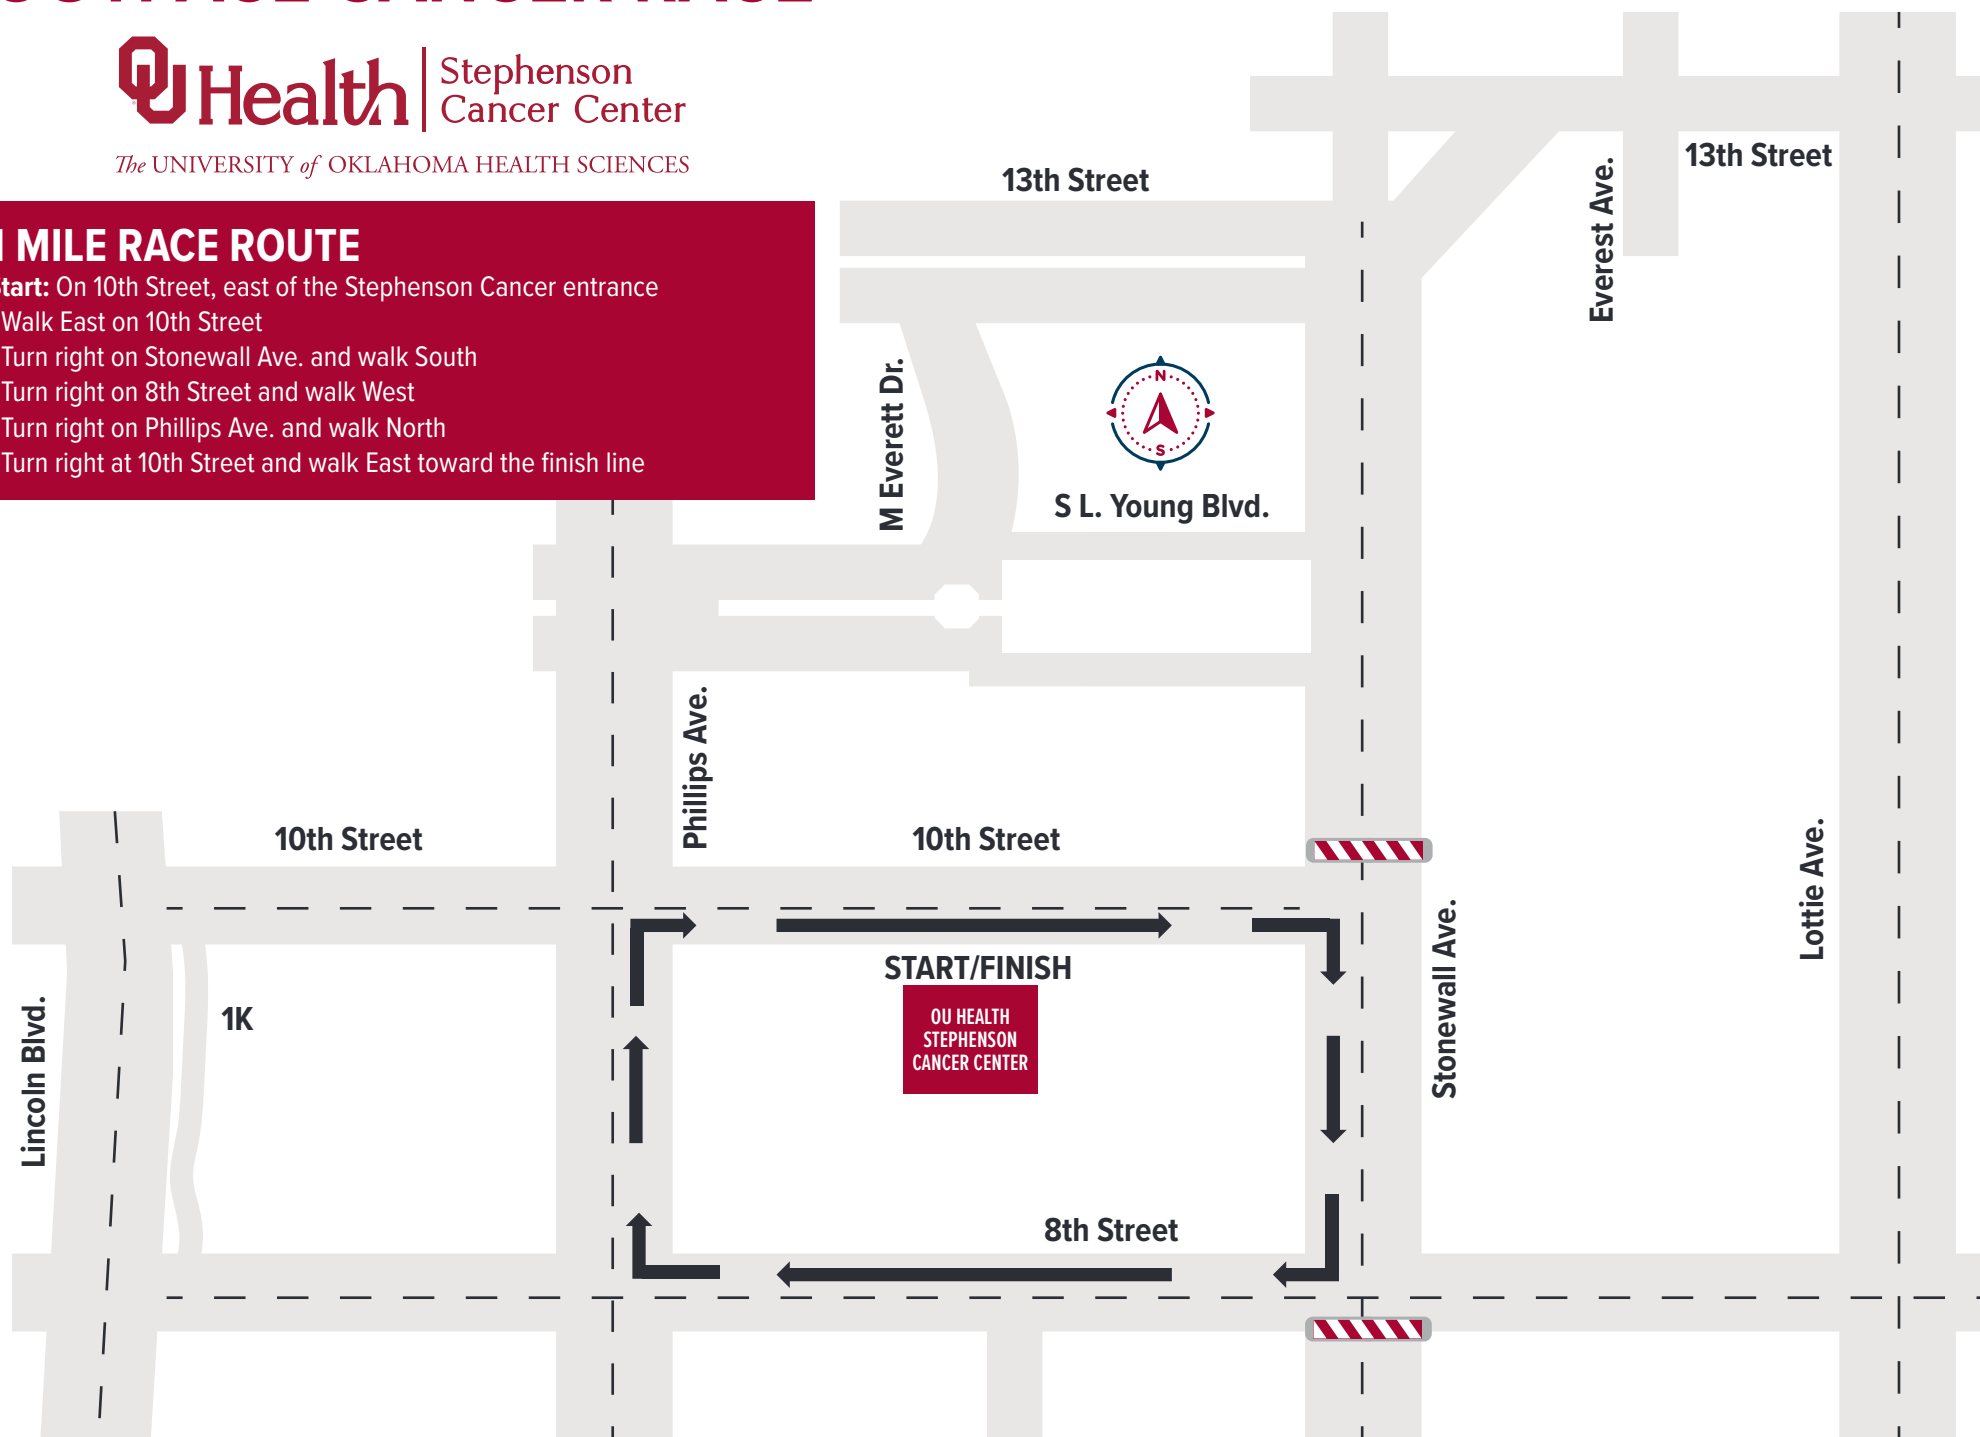 CANCER RACE
OU Health
Stephenson
Cancer Center
The UNIVERSITY of OKLAHOMA HEALTH SCIENCES
MILE RACE ROUTE
On 10th Street, east of the Stephenson Cancer entrance
Walk East on 10th Street
Turn right on Stonewall Ave. and walk South
Turn right on 8th Street and walk West
Turn right on Phillips Ave. and walk North
Turn right at 10th Street and walk East toward the finish line
13th Street
13th Street
Everest Ave.
M Everett Dr.
N
S
S L. Young Blvd.
Phillips Ave.
10th Street
10th Street
Lottie Ave.
Stonewall Ave.
START/FINISH
OU HEALTH
STEPHENSON
CANCER CENTER
1K
Lincoln Blvd.
8th Street